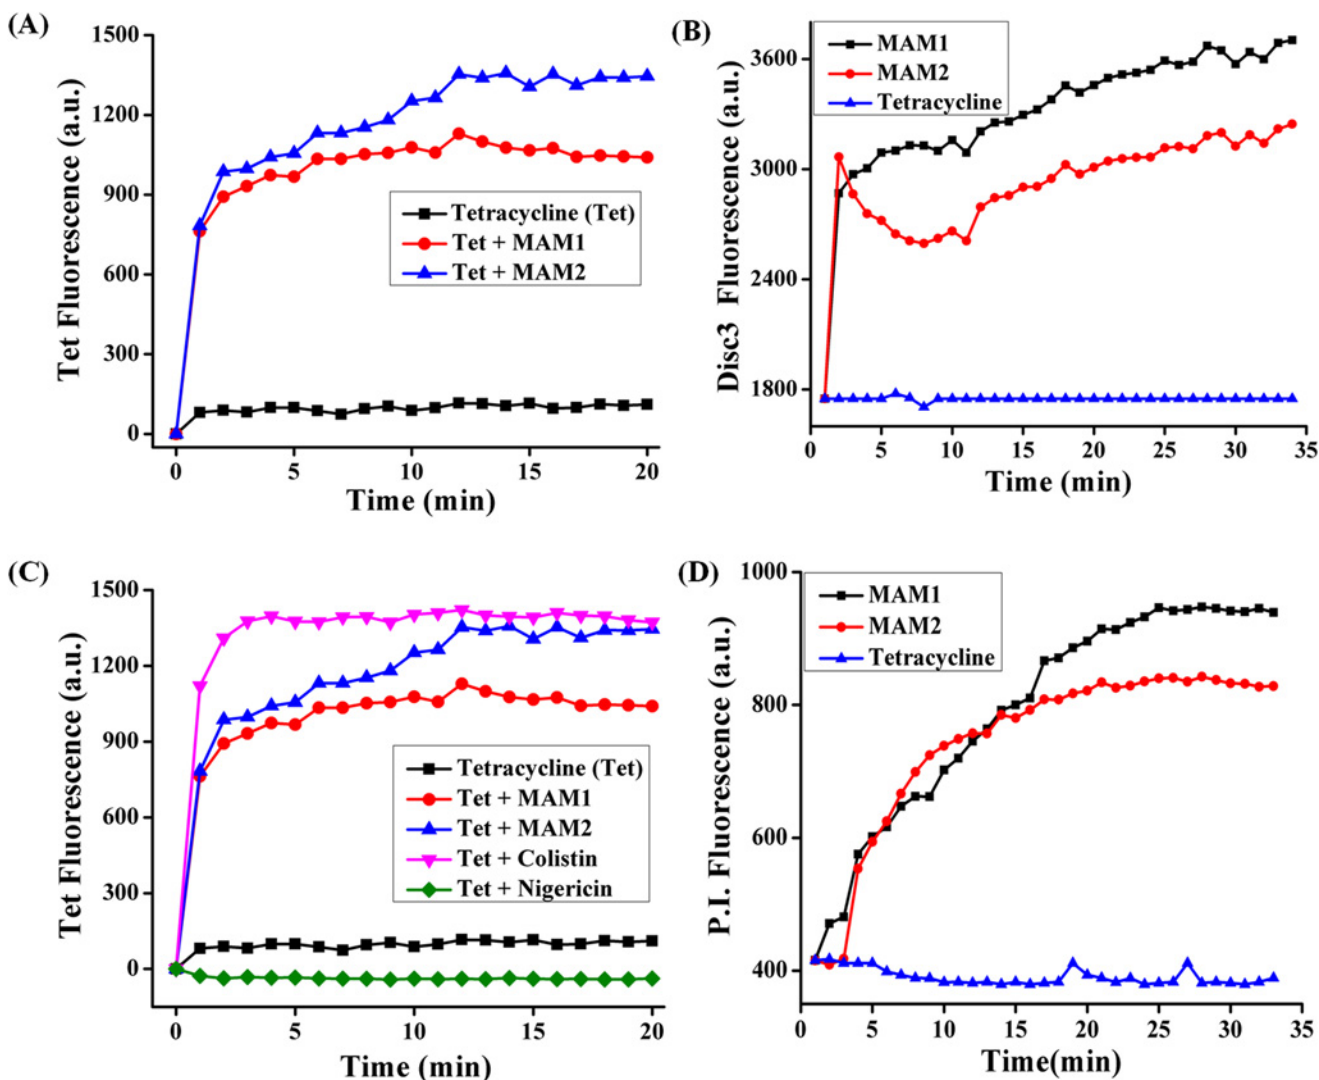 (A)
1500
1200
900
600
300
0
Tet Fluorescence (a.u.)
Tetracycline (Tet)
Tet + MAM1
Tet + MAM2
0 5 10 15 20
Time (min)
(B)
3600
3000
2400
1800
Disc3 Fluorescence (a.u.)
MAM1
MAM2
Tetracycline
0 5 10 15 20 25 30 35
Time (min)
(C)
1500
1200
900
600
300
0
Tet Fluorescence (a.u.)
Tetracycline (Tet)
Tet + MAM1
Tet + MAM2
Tet + Colistin
Tet + Nigericin
0 5 10 15 20
Time (min)
(D)
1000
800
600
400
P.I. Fluorescence (a.u.)
MAM1
MAM2
Tetracycline
0 5 10 15 20 25 30 35
Time(min)